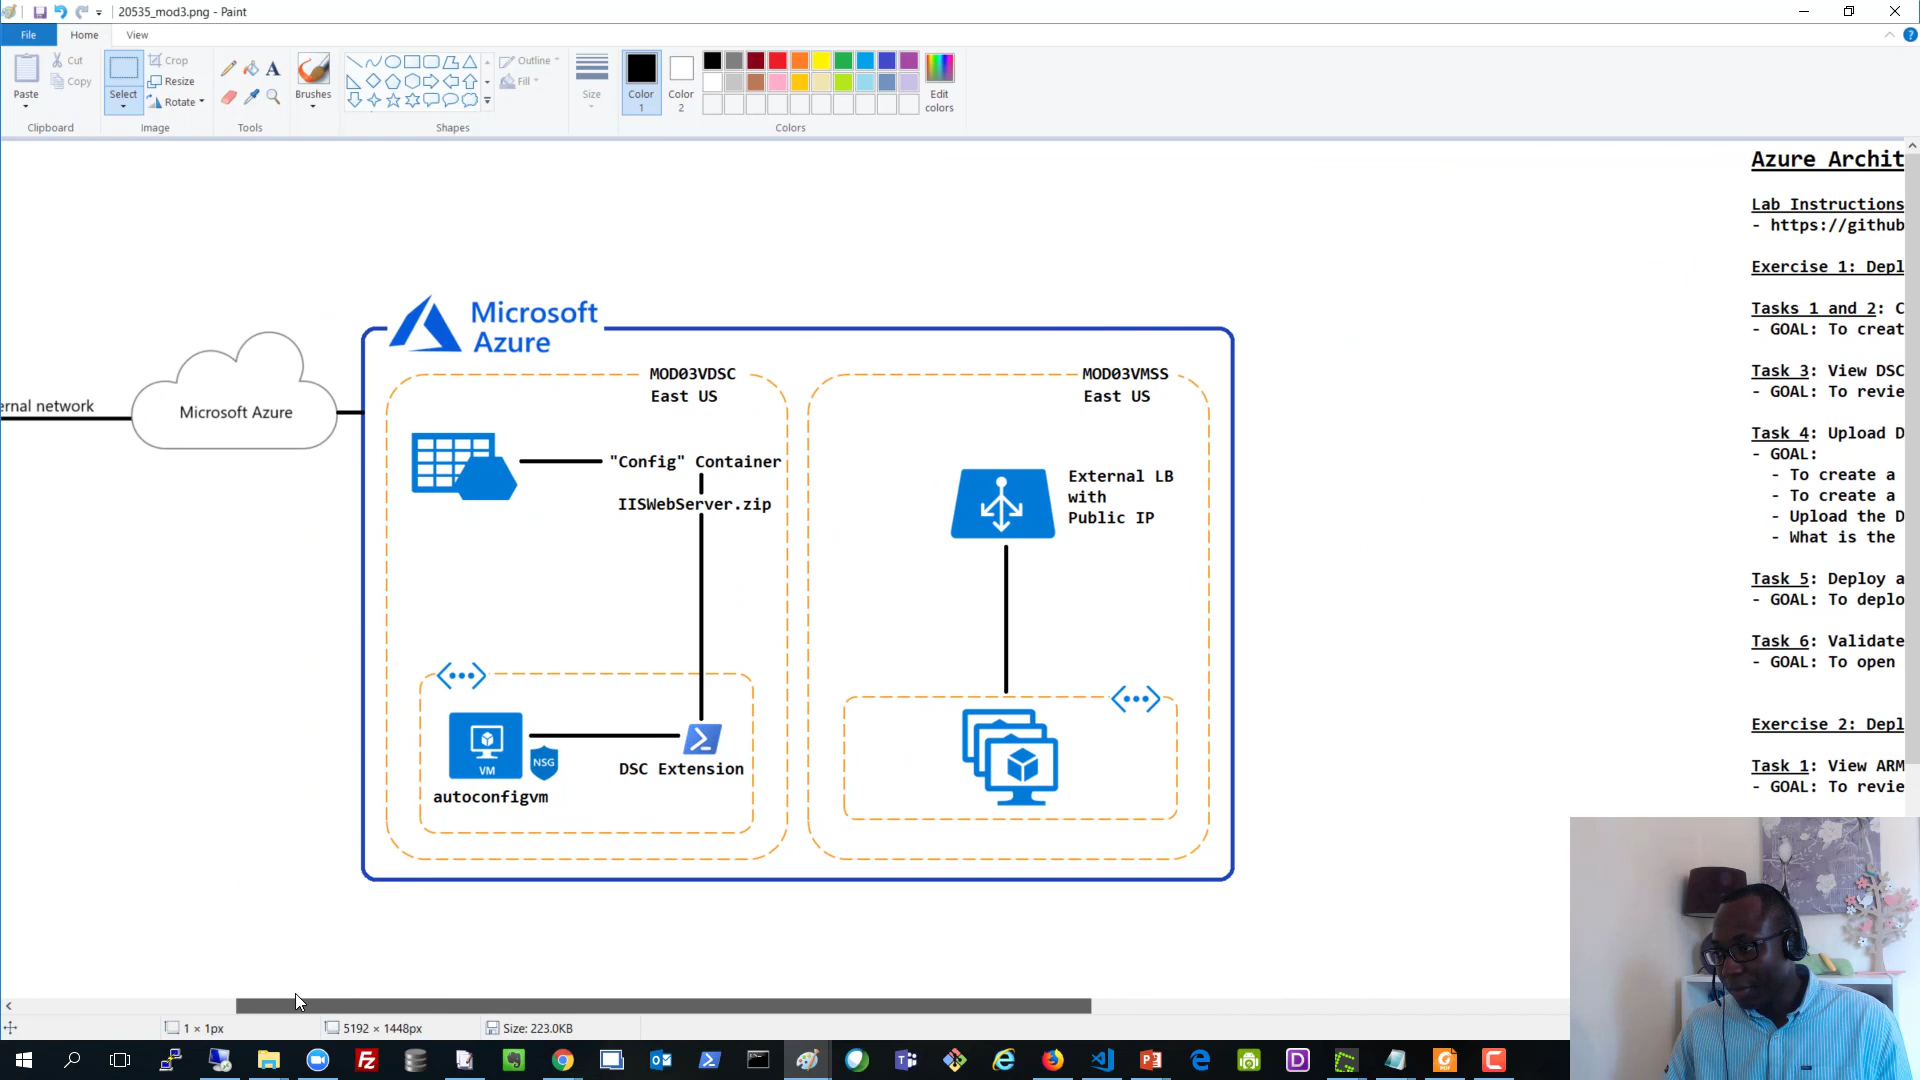 20535_mod3.png - Paint
File Home View
Paste
Cut
Copy
Clipboard
Select
Crop
Resize
Rotate
Image
Tools
Brushes
Shapes
Outline
Fill
Size
Color 1
Color 2
Colors
Edit colors
ernal network
Microsoft Azure
Microsoft
Azure
MOD03VDSC
East US
"Config" Container
IISWebServer.zip
VM
NSG
autoconfigvm
DSC Extension
MOD03VMSS
East US
External LB
with
Public IP
Azure Archit
Lab Instructions
- https://github
Exercise 1: Depl
Tasks 1 and 2: C
- GOAL: To creat
Task 3: View DSC
- GOAL: To revie
Task 4: Upload D
- GOAL:
- To create a
- To create a
- Upload the D
- What is the
Task 5: Deploy a
- GOAL: To deplo
Task 6: Validate
- GOAL: To open
Exercise 2: Depl
Task 1: View ARM
- GOAL: To revie
1 × 1px
5192 × 1448px
Size: 223.0KB